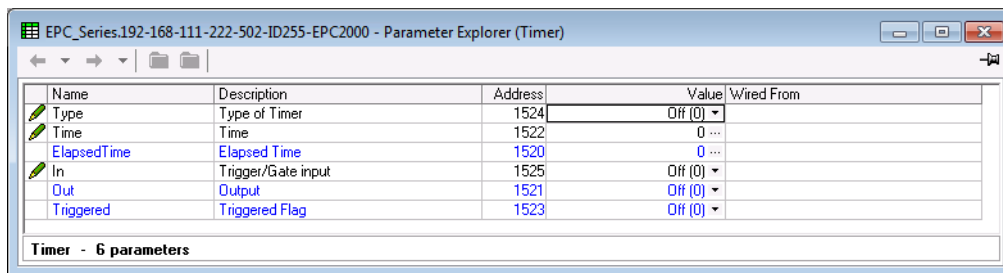 EPC_Series.192-168-111-222-502-ID255-EPC2000 - Parameter Explorer (Timer)
Name Description Address Value Wired From
Type Type of Timer 1524 Off (0)
Time Time 1522 0 ...
ElapsedTime Elapsed Time 1520 0 ...
In Trigger/Gate input 1525 Off (0)
Out Output 1521 Off (0)
Triggered Triggered Flag 1523 Off (0)
Timer - 6 parameters